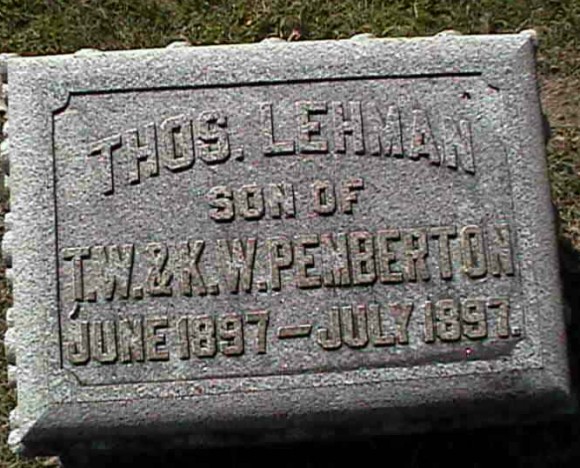 THOS. LEHMAN
SON OF
T.W. & K.W. PEMBERTON
JUNE 1897 — JULY 1897.